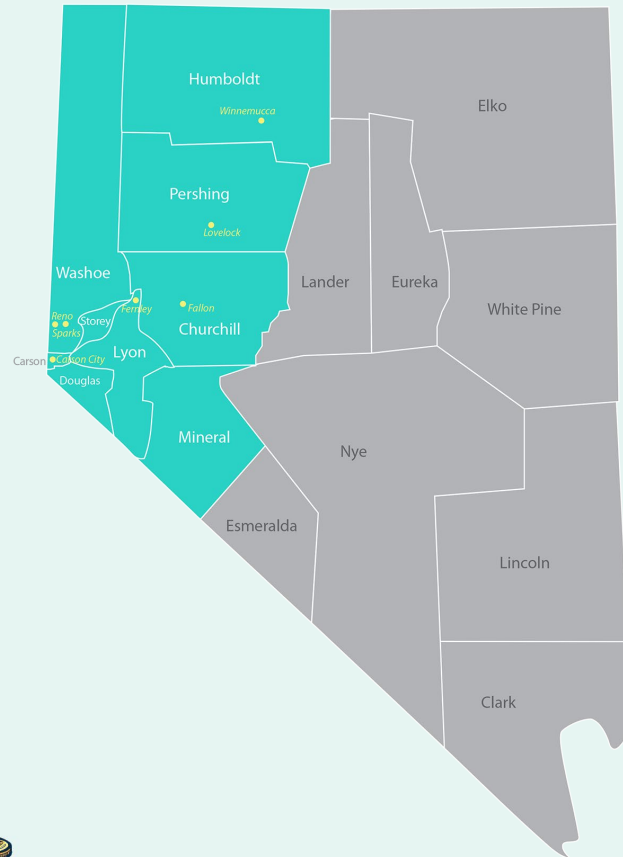 Humboldt
Elko
Winnemucca
Pershing
Lovelock
Washoe
Lander
Eureka
White Pine
Fernley
Fallon
Reno
Storey
Churchill
Sparks
Lyon
Carson
Carson City
Douglas
Mineral
Nye
Esmeralda
Lincoln
Clark